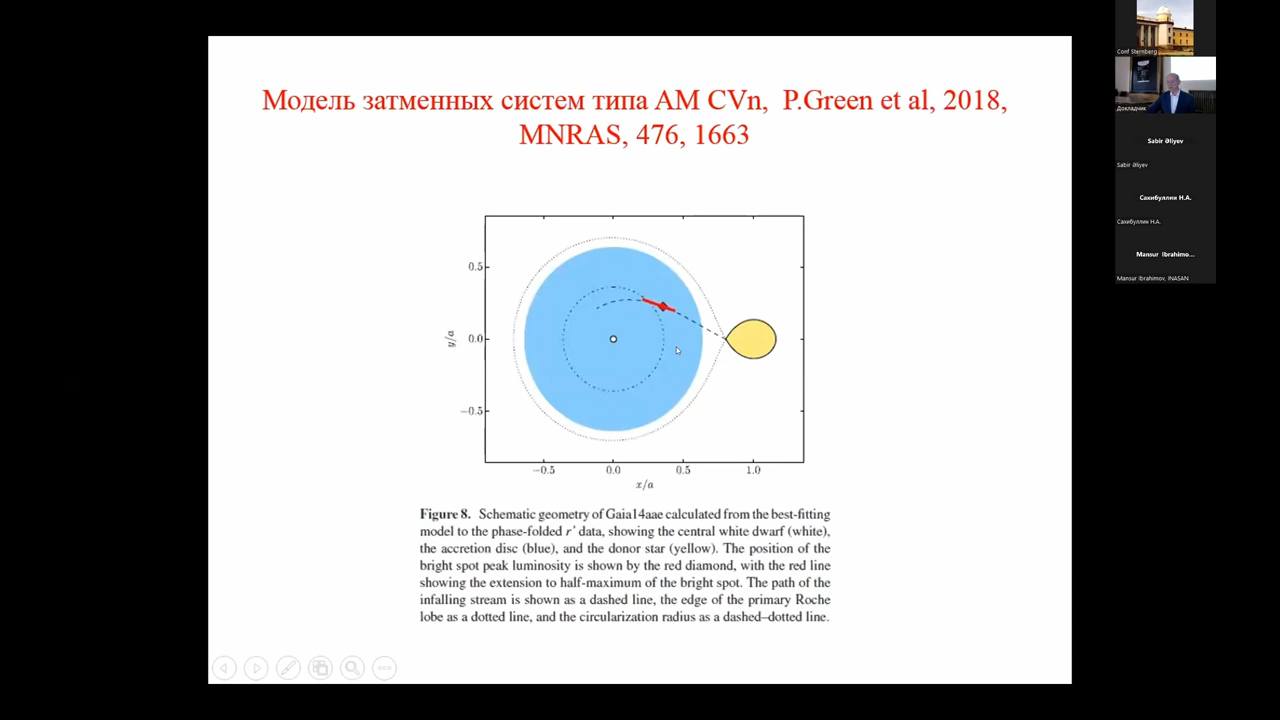 Модель затменных систем типа AM CVn, P.Green et al, 2018,
MNRAS, 476, 1663
0.5
0.0
−0.5
y/a
−0.5
0.0
0.5
1.0
x/a
Figure 8. Schematic geometry of Gaia14aae calculated from the best-fitting
model to the phase-folded r′ data, showing the central white dwarf (white),
the accretion disc (blue), and the donor star (yellow). The position of the
bright spot peak luminosity is shown by the red diamond, with the red line
showing the extension to half-maximum of the bright spot. The path of the
infalling stream is shown as a dashed line, the edge of the primary Roche
lobe as a dotted line, and the circularization radius as a dashed–dotted line.
Conf Sternberg
Докладчик
Sabir Əliyev
Sabir Əliyev
Сахибуллин Н.А.
Сахибуллин Н.А.
Mansur Ibrahimo...
Mansur Ibrahimov, INASAN